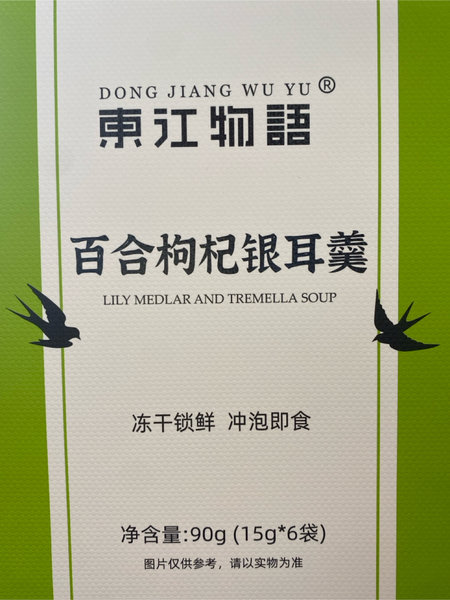 DONG JIANG WU YU®
東江物語
百合枸杞银耳羹
LILY MEDLAR AND TREMELLA SOUP
冻干锁鲜 冲泡即食
净含量:90g (15g*6袋)
图片仅供参考，请以实物为准